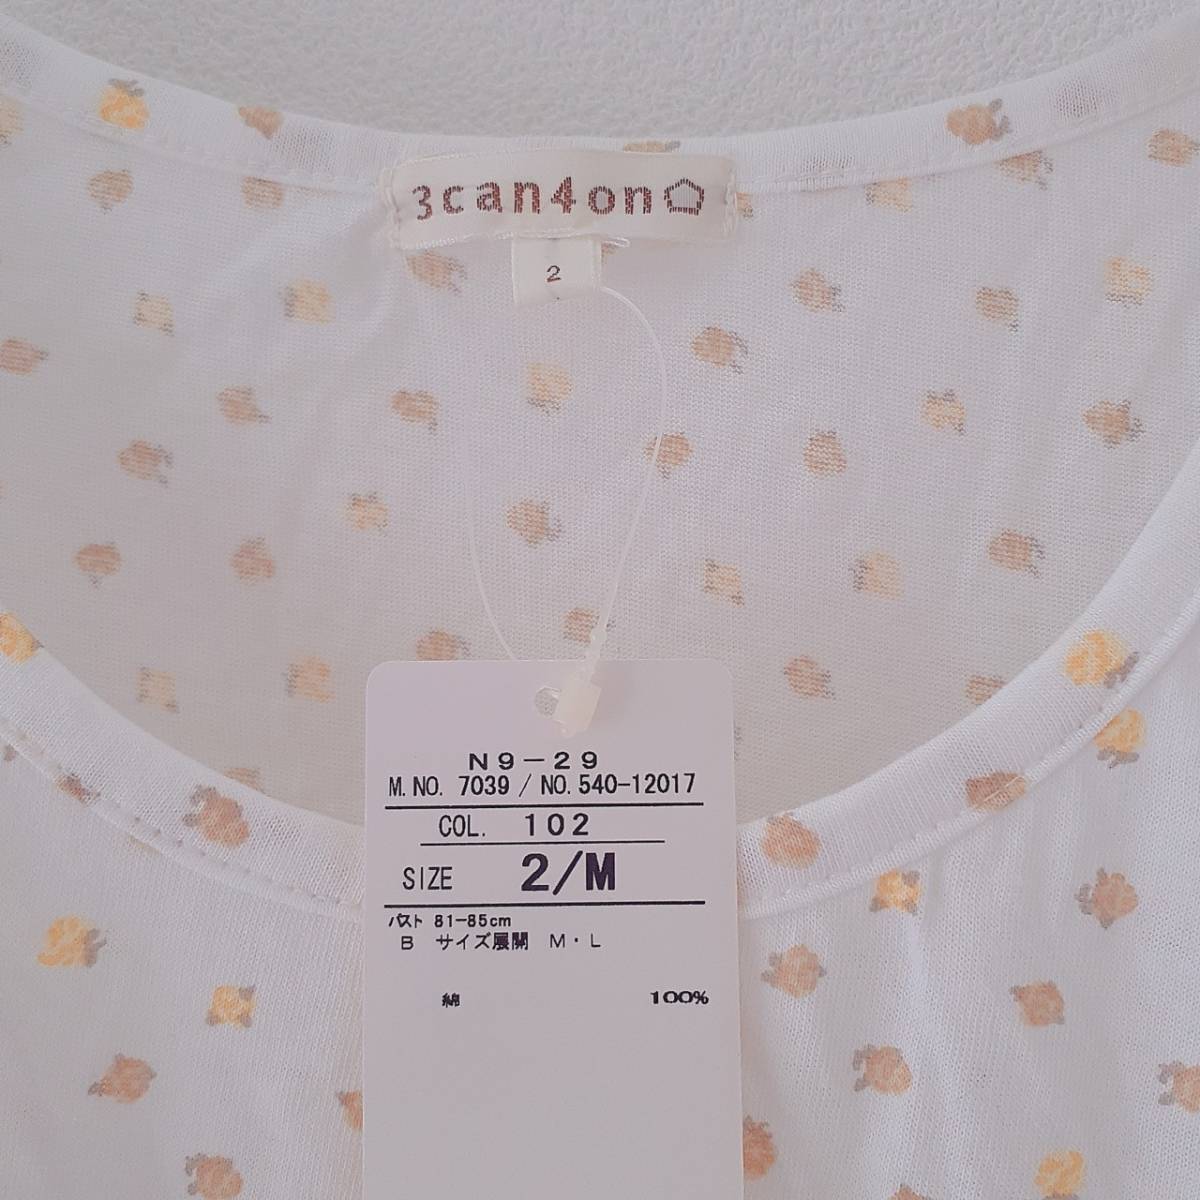 3can4on
2
N9-29
M.NO. 7039 / NO.540-12017
COL. 102
SIZE 2/M
バスト 81-85cm
B サイズ展開 M・L
綿 100%